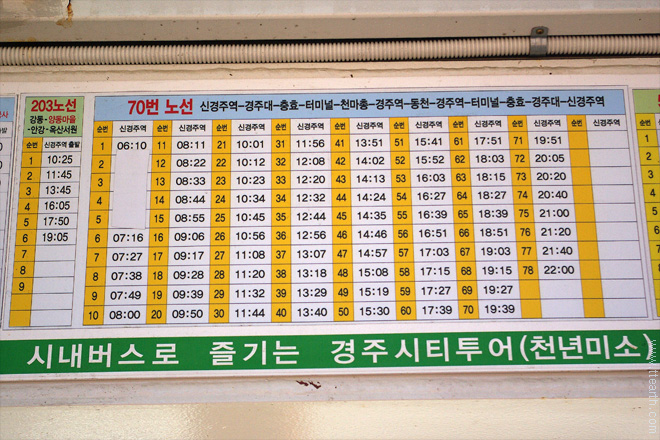 203노선
강동-양동마을
-안강-옥산서원
순번 신경주역 출발
1 10:25
2 11:45
3 13:45
4 16:05
5 17:50
6 19:05
7
8
9
70번 노선 신경주역-경주대-충효-터미널-천마총-경주역-동천-경주역-터미널-충효-경주대-신경주역
순번 신경주역 순번 신경주역 순번 신경주역 순번 신경주역 순번 신경주역 순번 신경주역 순번 신경주역 순번 신경주역 순번 신경주역
1 06:10 11 08:11 21 10:01 31 11:56 41 13:51 51 15:41 61 17:51 71 19:51
2 12 08:22 22 10:12 32 12:08 42 14:02 52 15:52 62 18:03 72 20:05
3 13 08:33 23 10:23 33 12:20 43 14:13 53 16:03 63 18:15 73 20:20
4 14 08:44 24 10:34 34 12:32 44 14:24 54 16:27 64 18:27 74 20:40
5 15 08:55 25 10:45 35 12:44 45 14:35 55 16:39 65 18:39 75 21:00
6 07:16 16 09:06 26 10:56 36 12:56 46 14:46 56 16:51 66 18:51 76 21:20
7 07:27 17 09:17 27 11:08 37 13:07 47 14:57 57 17:03 67 19:03 77 21:40
8 07:38 18 09:28 28 11:20 38 13:18 48 15:08 58 17:15 68 19:15 78 22:00
9 07:49 19 09:39 29 11:32 39 13:29 49 15:19 59 17:27 69 19:27
10 08:00 20 09:50 30 11:44 40 13:40 50 15:30 60 17:39 70 19:39
시내버스로 즐기는 경주시티투어(천년미소)
www.ttearth.com